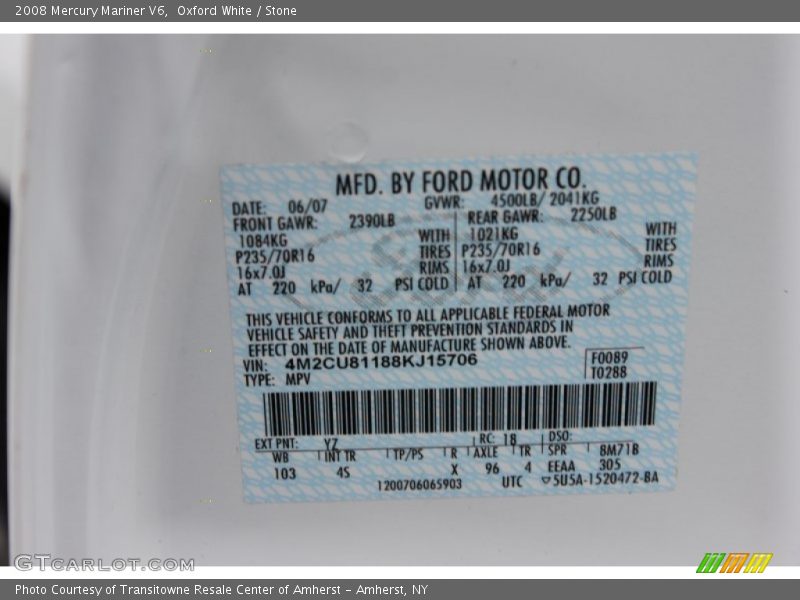 2008 Mercury Mariner V6, Oxford White / Stone
MFD. BY FORD MOTOR CO.
DATE: 06/07 GVWR: 4500LB/ 2041KG
FRONT GAWR: 2390LB REAR GAWR: 2250LB
1084KG WITH 1021KG WITH
P235/70R16 TIRES P235/70R16 TIRES
16x7.0J RIMS 16x7.0J RIMS
AT 220 kPa/ 32 PSI COLD AT 220 kPa/ 32 PSI COLD
THIS VEHICLE CONFORMS TO ALL APPLICABLE FEDERAL MOTOR
VEHICLE SAFETY AND THEFT PREVENTION STANDARDS IN
EFFECT ON THE DATE OF MANUFACTURE SHOWN ABOVE.
VIN: 4M2CU81188KJ15706 F0089
TYPE: MPV T0288
EXT PNT: YZ RC: 18 DSO:
WB INT TR TP/PS R AXLE TR SPR 8M71B
103 4S X 96 4 EEAA 305
1200706065903 UTC 5U5A-1520472-BA
GTCARLOT.COM
Photo Courtesy of Transitowne Resale Center of Amherst - Amherst, NY